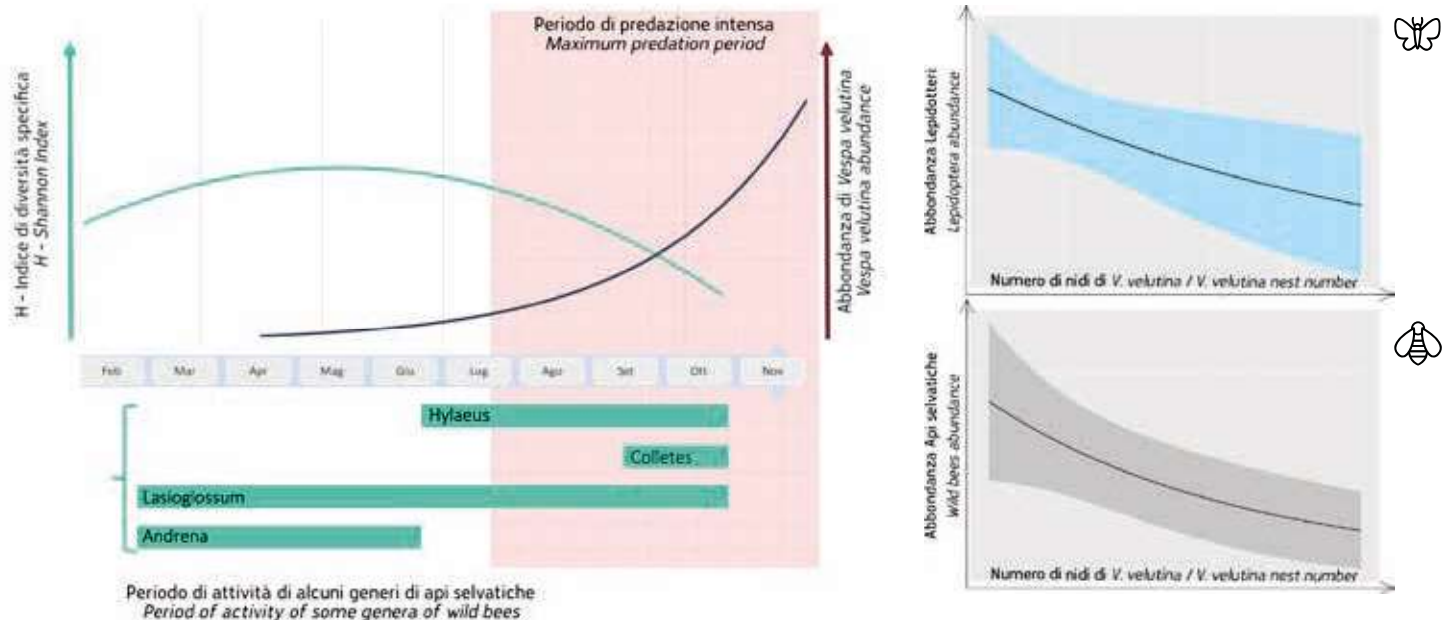 Periodo di predazione intensa
Maximum predation period
H - Indice di diversità specifica
H - Shannon index
Abbondanza di Vespa velutina
Vespa velutina abundance
Feb
Mar
Apr
Mag
Giu
Lug
Ago
Set
Ott
Nov
Hylaeus
Colletes
Lasioglossum
Andrena
Periodo di attività di alcuni generi di api selvatiche
Period of activity of some genera of wild bees
Abbondanza Lepidotteri
Lepidoptera abundance
Numero di nidi di V. velutina / V. velutina nest number
Abbondanza Api selvatiche
Wild bees abundance
Numero di nidi di V. velutina / V. velutina nest number